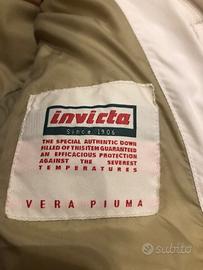 invicta
Since 1906
THE SPECIAL AUTHENTIC DOWN
FILLED OF THIS ITEM GUARANTEED
AN EFFICACIOUS PROTECTION
AGAINST THE SEVEREST
TEMPERATURES
VERA PIUMA
subito